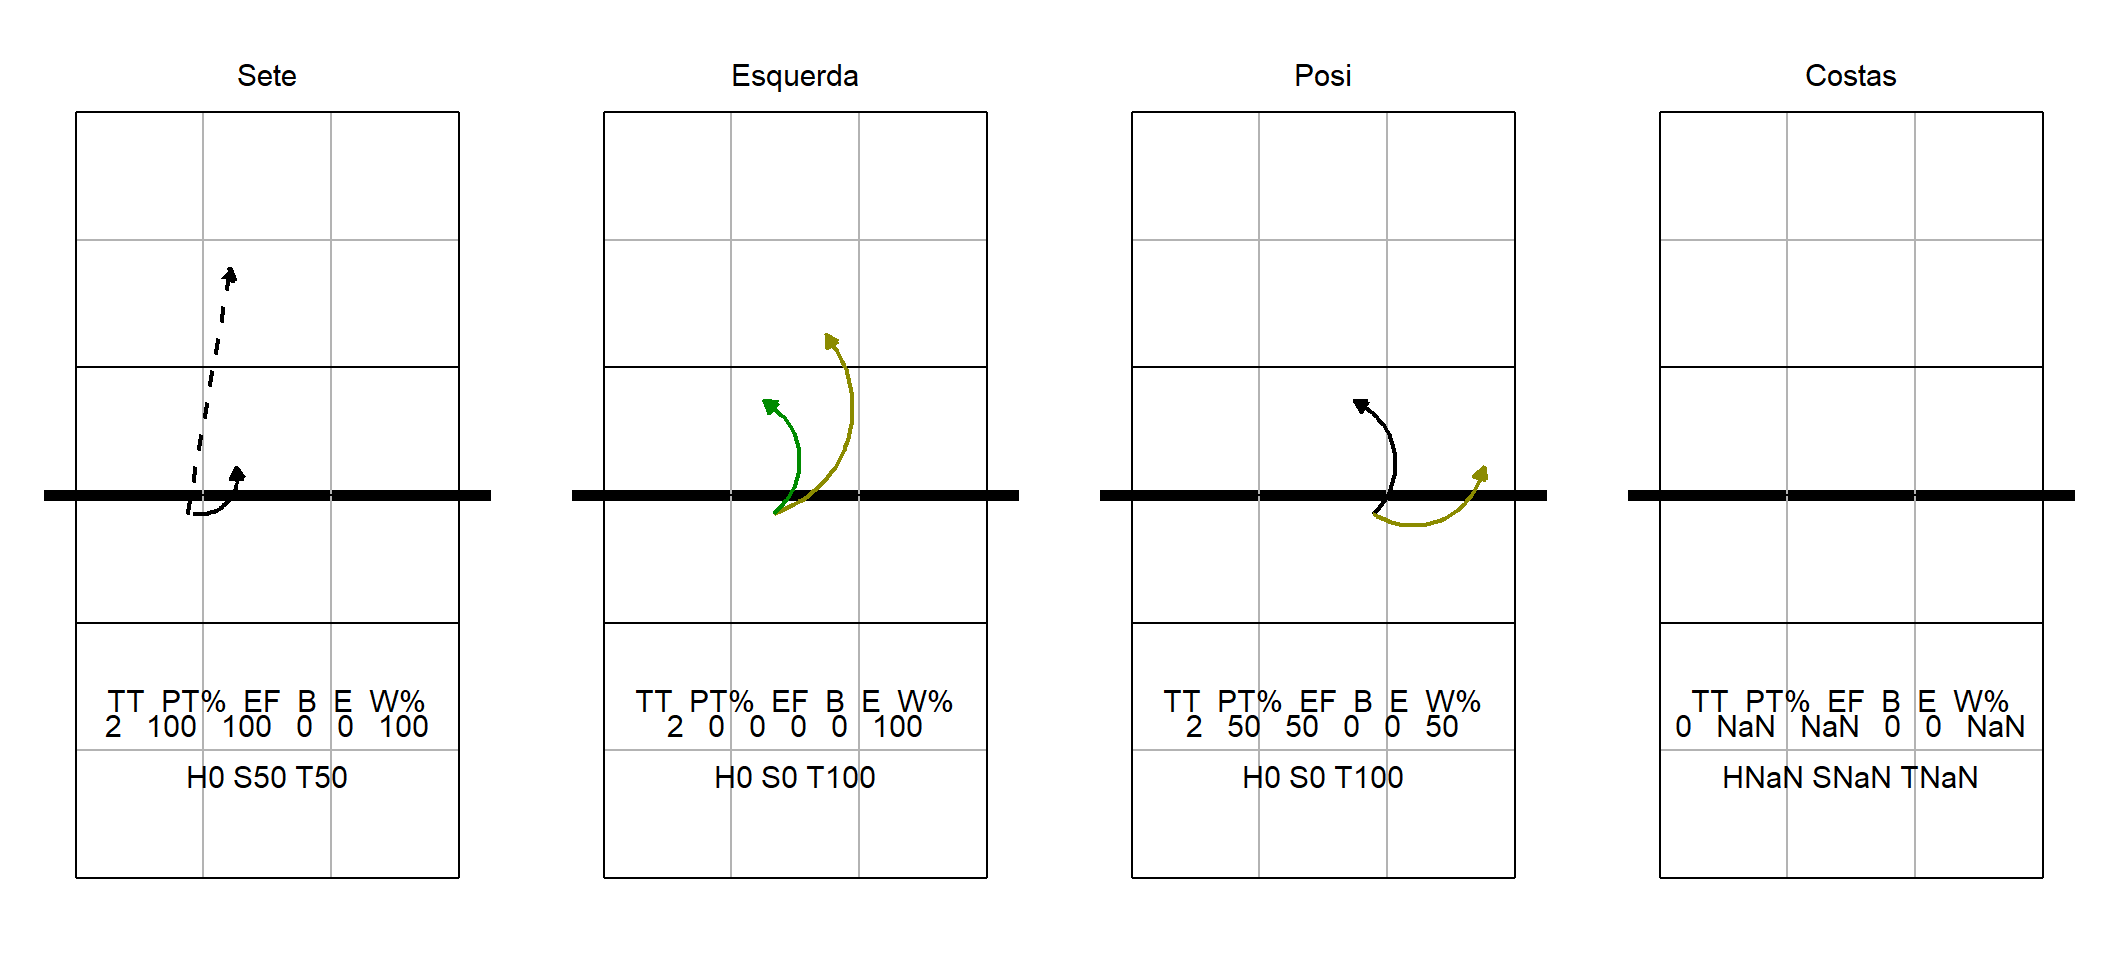 Sete
TT PT% EF B E W%
2 100 100 0 0 100
H0 S50 T50
Esquerda
TT PT% EF B E W%
2 0 0 0 0 100
H0 S0 T100
Posi
TT PT% EF B E W%
2 50 50 0 0 50
H0 S0 T100
Costas
TT PT% EF B E W%
0 NaN NaN 0 0 NaN
HNaN SNaN TNaN